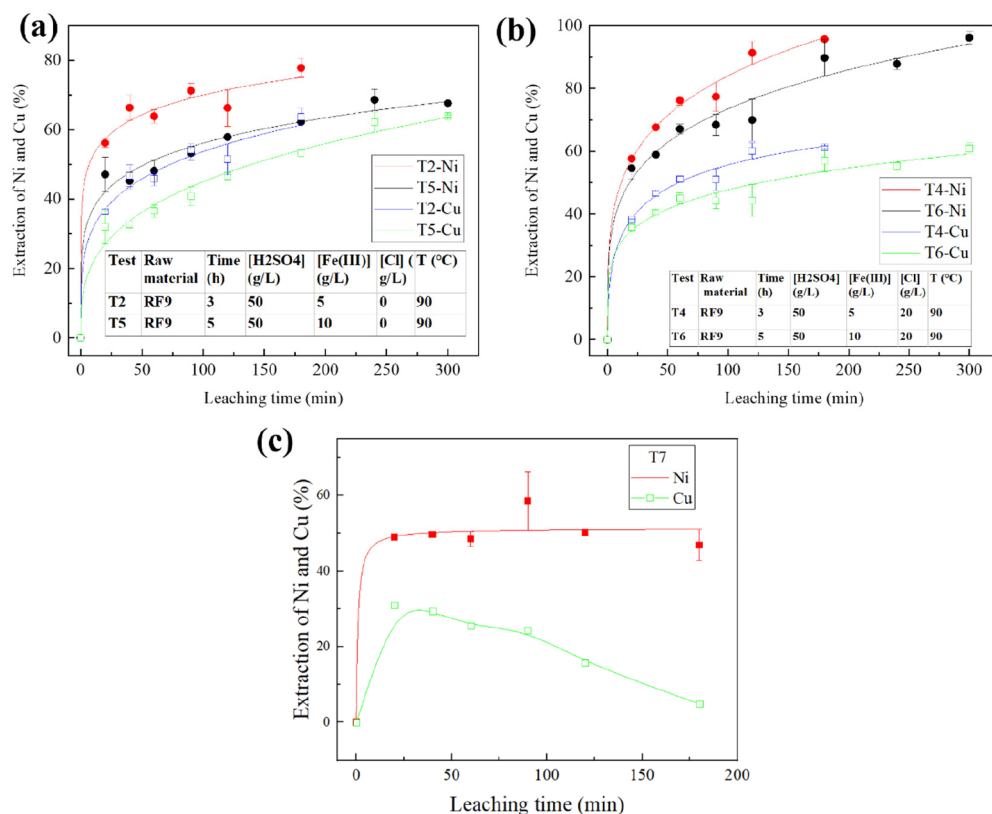 (a)
Extraction of Ni and Cu (%)
80
60
40
20
0
T2-Ni
T5-Ni
T2-Cu
T5-Cu
Test Raw material Time (h) [H2SO4] (g/L) [Fe(III)] (g/L) [Cl] ( g/L) T (°C)
T2 RF9 3 50 5 0 90
T5 RF9 5 50 10 0 90
0 50 100 150 200 250 300
Leaching time (min)
(b)
Extraction of Ni and Cu (%)
100
80
60
40
20
0
T4-Ni
T6-Ni
T4-Cu
T6-Cu
Test Raw material Time (h) [H2SO4] (g/L) [Fe(III)] (g/L) [Cl] (g/L) T (°C)
T4 RF9 3 50 5 20 90
T6 RF9 5 50 10 20 90
0 50 100 150 200 250 300
Leaching time (min)
(c)
Extraction of Ni and Cu (%)
60
40
20
0
T7
Ni
Cu
0 50 100 150 200
Leaching time (min)